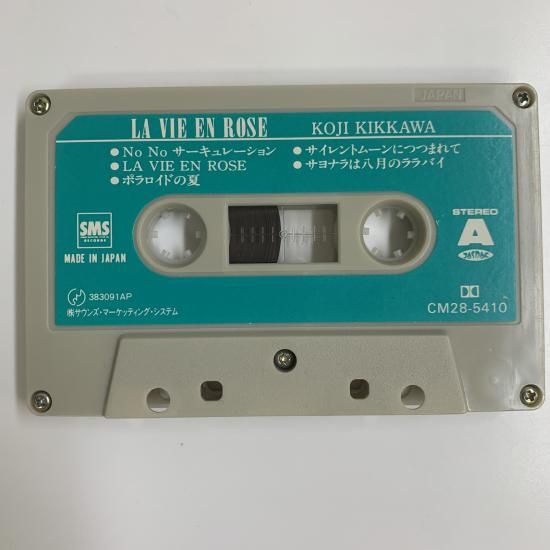 JAPAN
LA VIE EN ROSE KOJI KIKKAWA
●No No サーキュレーション
●LA VIE EN ROSE
●ポラロイドの夏
●サイレントムーンにつつまれて
●サヨナラは八月のララバイ
SMS
RECORDS
MADE IN JAPAN
STEREO
A
JASRAC
383091AP
㈱サウンズ・マーケッティング・システム
CM28-5410